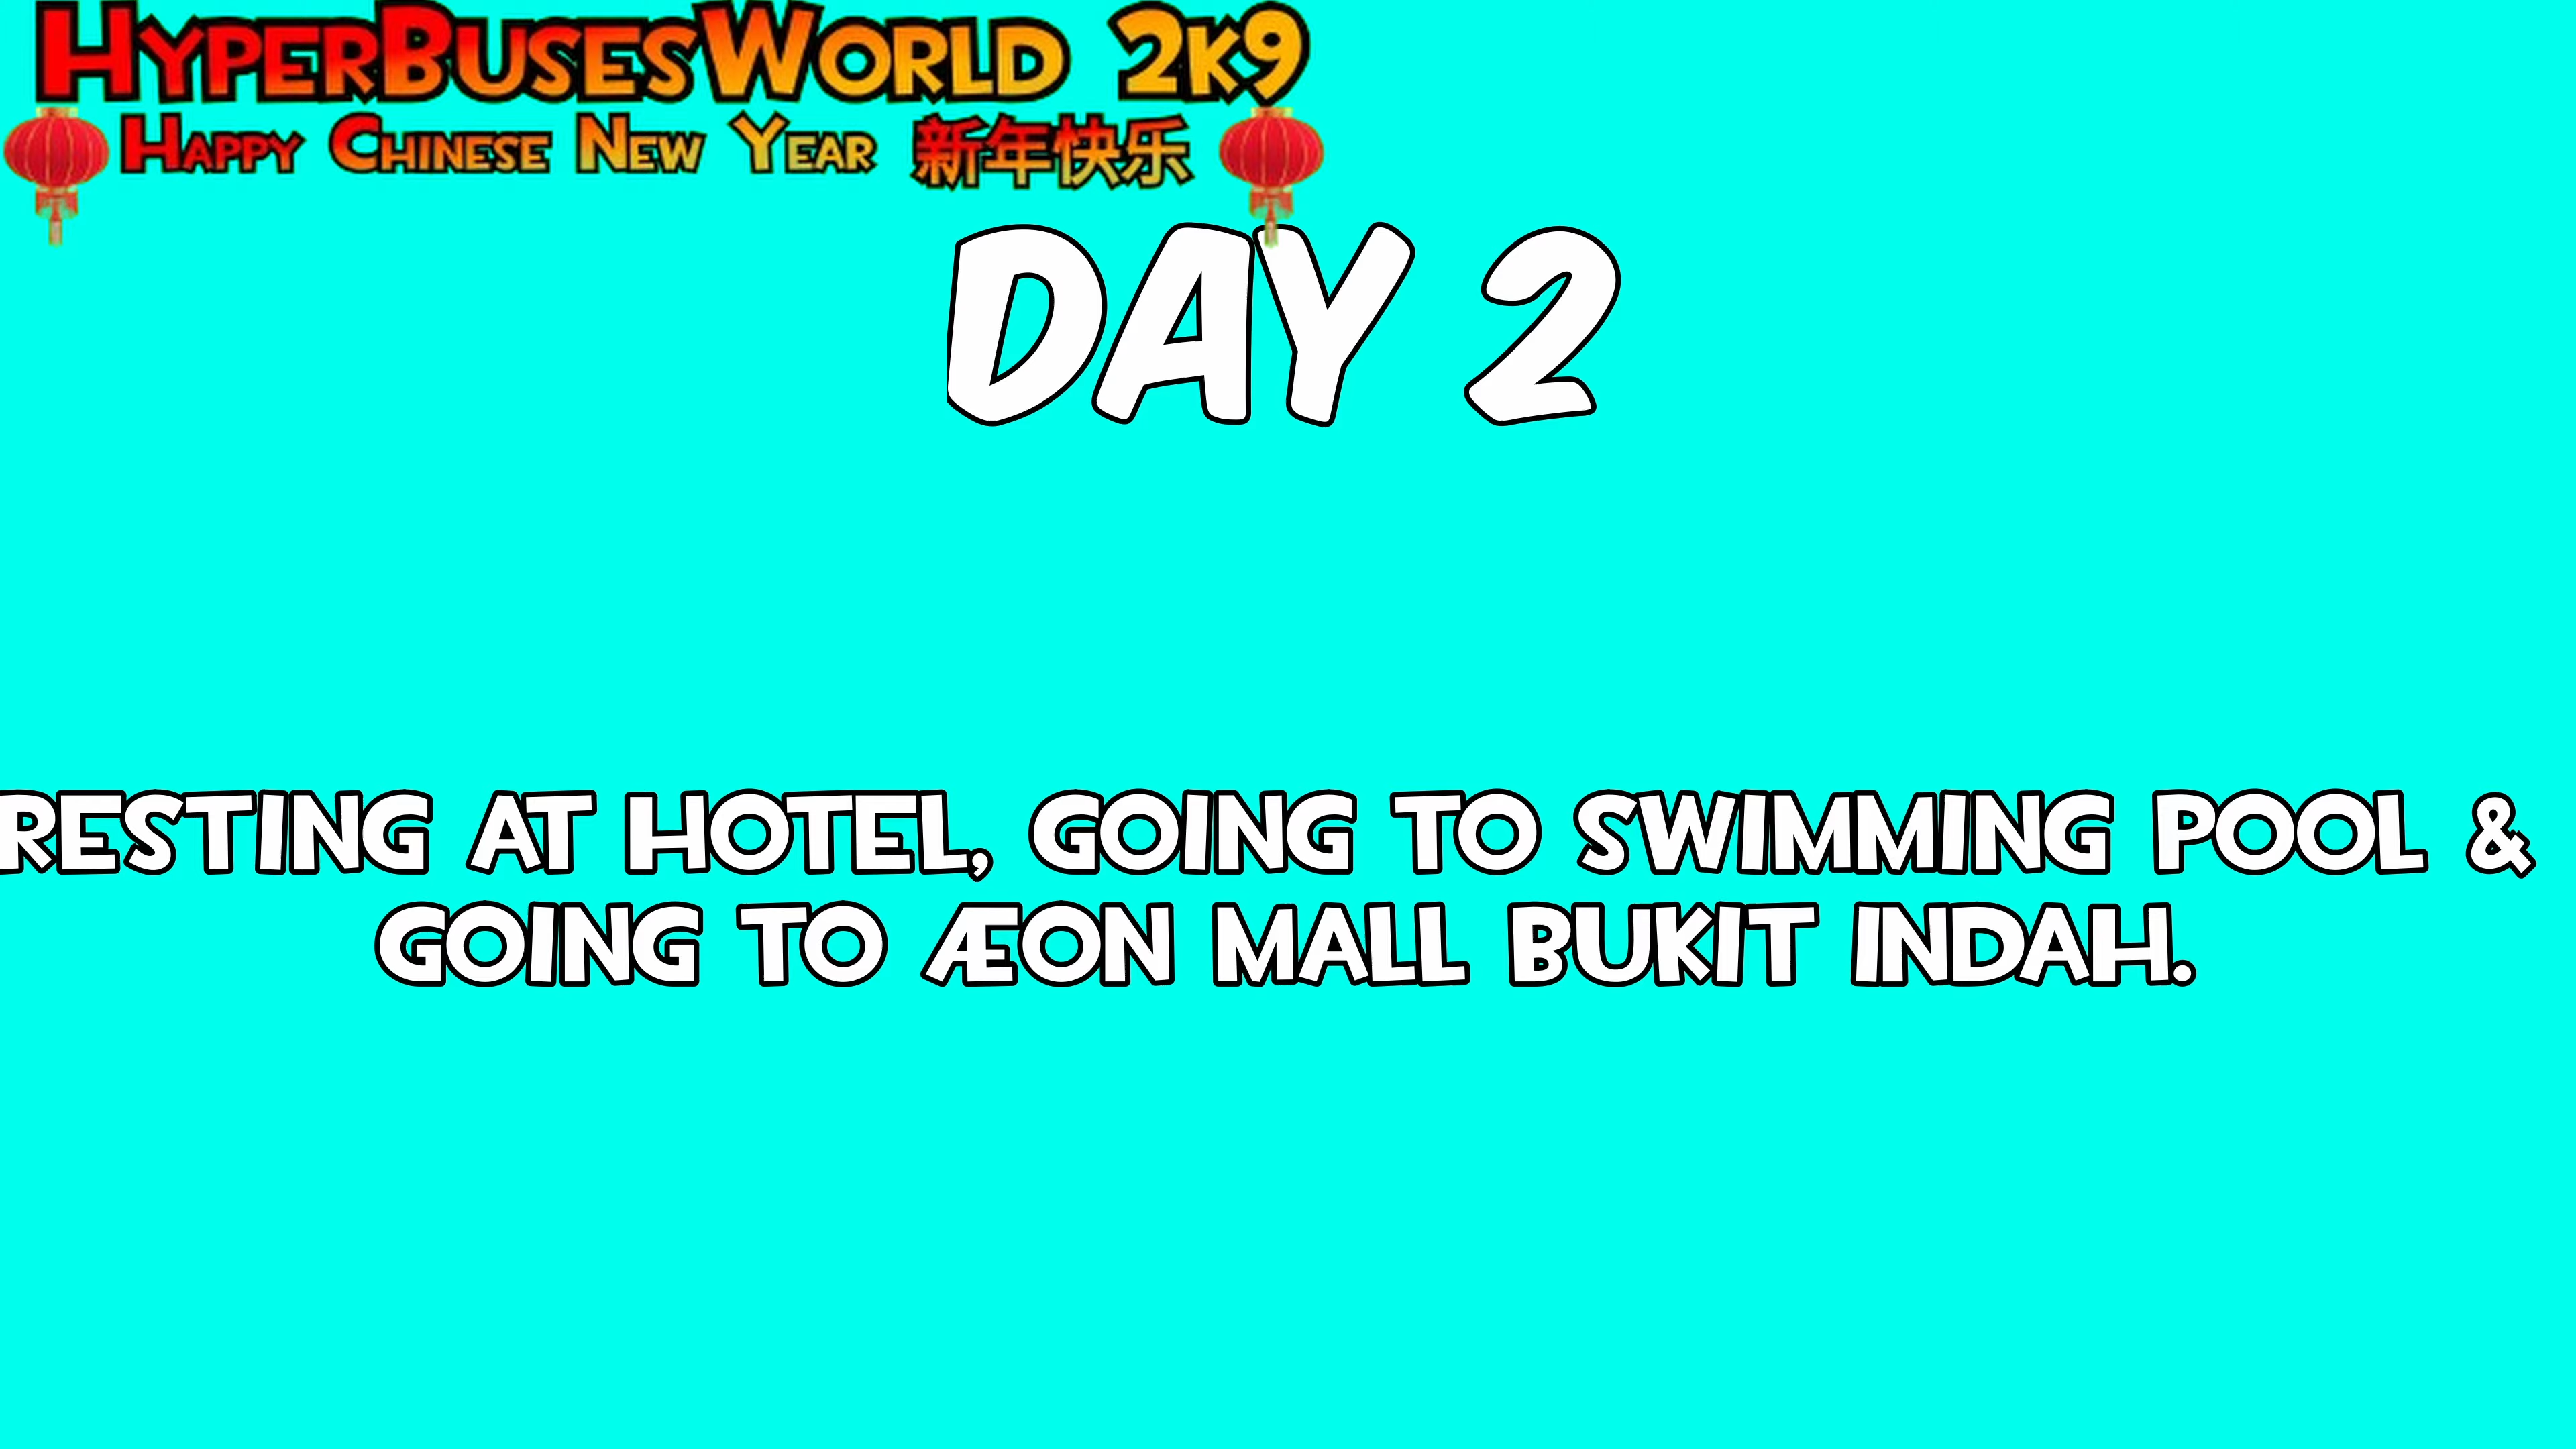 HyperBusesWorld 2K9
Happy Chinese New Year 新年快乐
DAY 2
RESTING AT HOTEL, GOING TO SWIMMING POOL &
GOING TO ÆON MALL BUKIT INDAH.